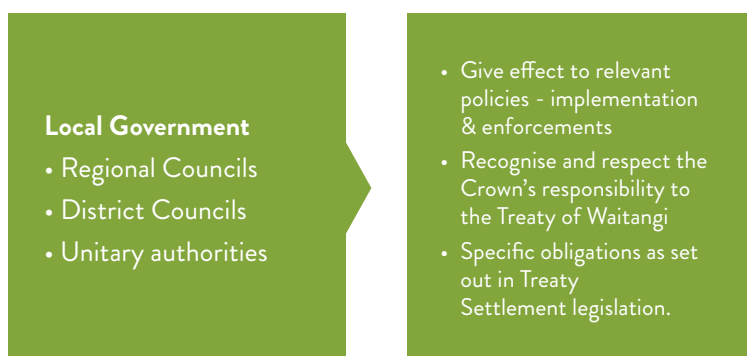 Local Government
• Regional Councils
• District Councils
• Unitary authorities
• Give effect to relevant
policies - implementation
& enforcements
• Recognise and respect the
Crown's responsibility to
the Treaty of Waitangi
• Specific obligations as set
out in Treaty
Settlement legislation.